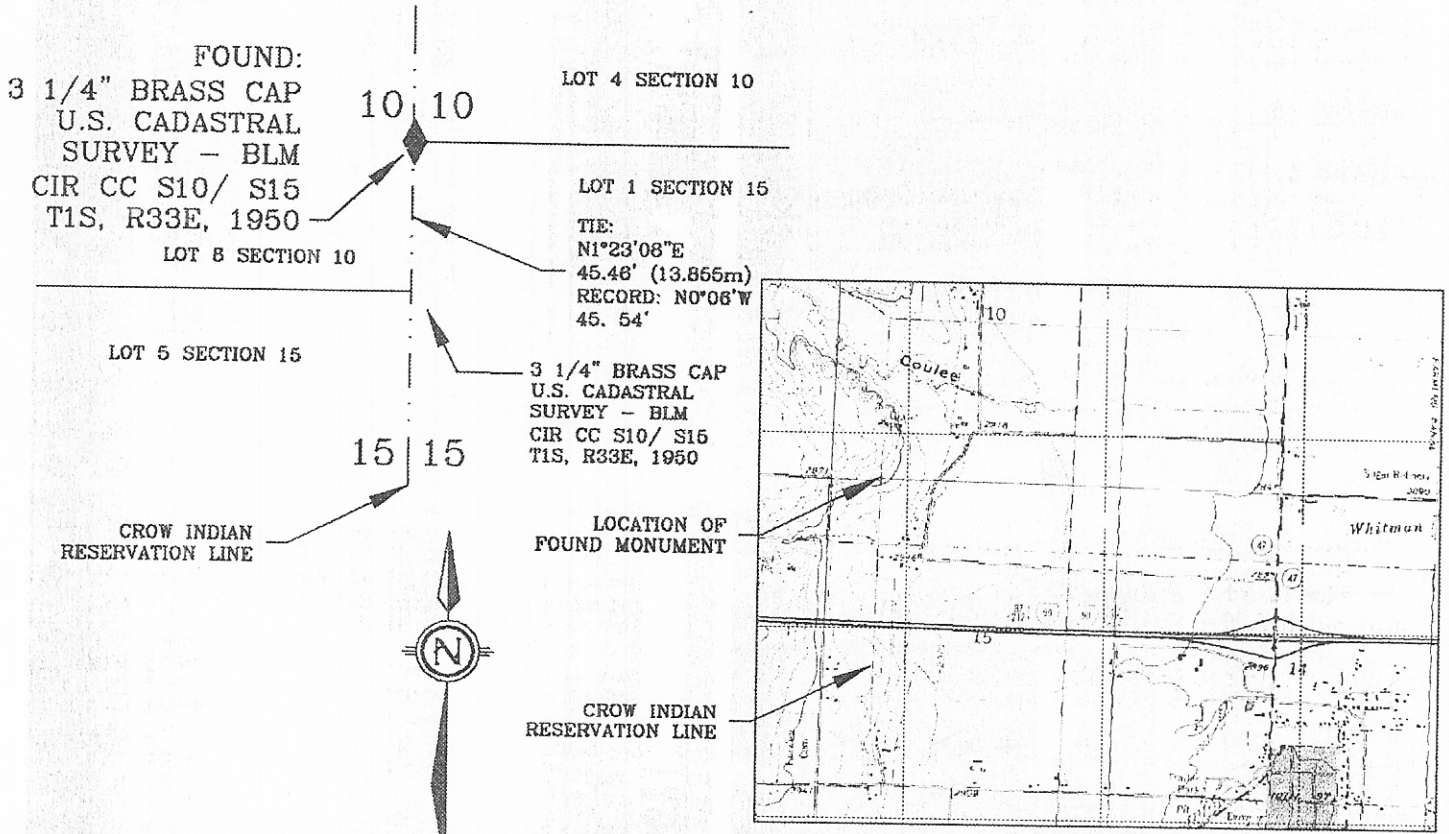 FOUND:
3 1/4" BRASS CAP
U.S. CADASTRAL
SURVEY – BLM
CIR CC S10/ S15
T1S, R33E, 1950
10 10
LOT 4 SECTION 10
LOT 1 SECTION 15
LOT 8 SECTION 10
TIE:
N1°23'08"E
45.46' (13.855m)
RECORD: N0°06'W
45. 54'
LOT 5 SECTION 15
3 1/4" BRASS CAP
U.S. CADASTRAL
SURVEY – BLM
CIR CC S10/ S15
T1S, R33E, 1950
15 15
CROW INDIAN
RESERVATION LINE
N
LOCATION OF
FOUND MONUMENT
CROW INDIAN
RESERVATION LINE
10
Coulee
Whitman
47
90
15
14
Pit